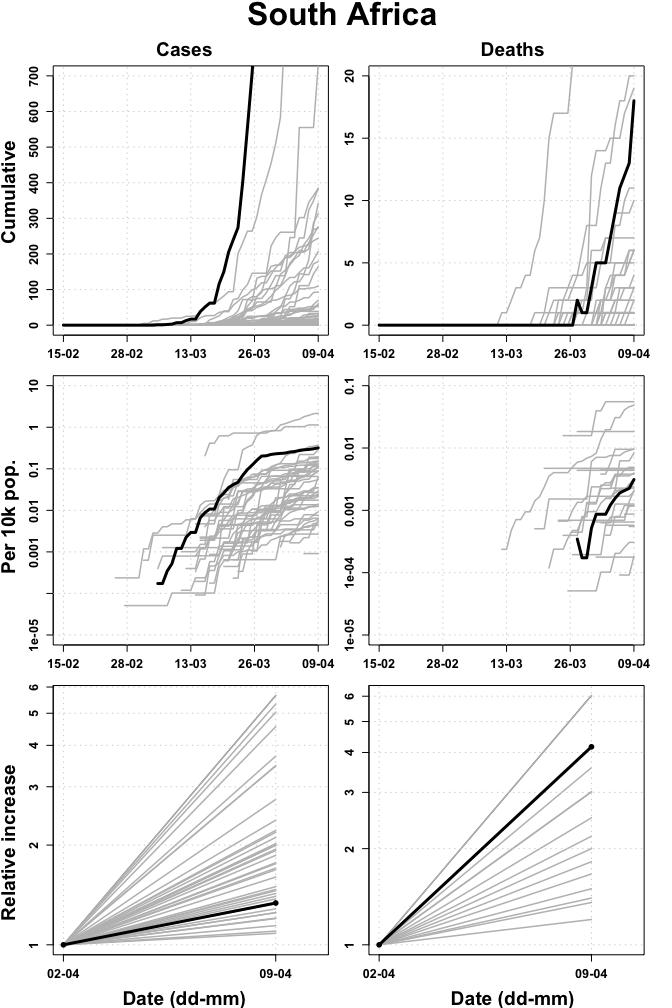 South Africa
Cases
Deaths
Cumulative
700
600
500
400
300
200
100
0
15-02 28-02 13-03 26-03 09-04
20
15
10
5
0
15-02 28-02 13-03 26-03 09-04
Per 10k pop.
10
1
0.1
0.01
0.001
1e-05
15-02 28-02 13-03 26-03 09-04
0.1
0.01
0.001
1e-04
1e-05
15-02 28-02 13-03 26-03 09-04
Relative increase
6
5
4
3
2
1
02-04 09-04
Date (dd-mm)
6
5
4
3
2
1
02-04 09-04
Date (dd-mm)